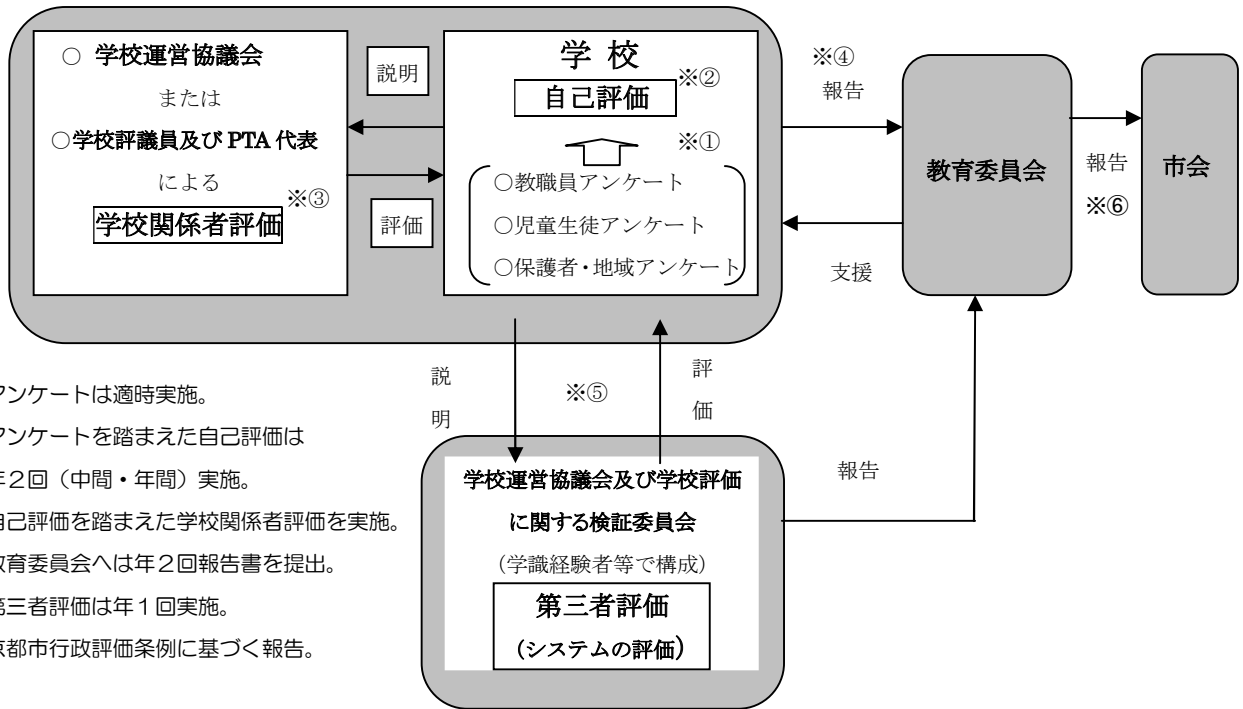 ○ 学校運営協議会
または
○学校評議員及び PTA 代表
による
※③
学校関係者評価
説明
評価
学 校
※②
自己評価
※①
○教職員アンケート
○児童生徒アンケート
○保護者・地域アンケート
※④
報告
支援
教育委員会
報告
※⑥
市会
説
明
※⑤
評
価
報告
学校運営協議会及び学校評価
に関する検証委員会
(学識経験者等で構成)
第三者評価
(システムの評価)
アンケートは適時実施。
アンケートを踏まえた自己評価は
年2回(中間・年間)実施。
自己評価を踏まえた学校関係者評価を実施。
教育委員会へは年2回報告書を提出。
第三者評価は年1回実施。
京都市行政評価条例に基づく報告。